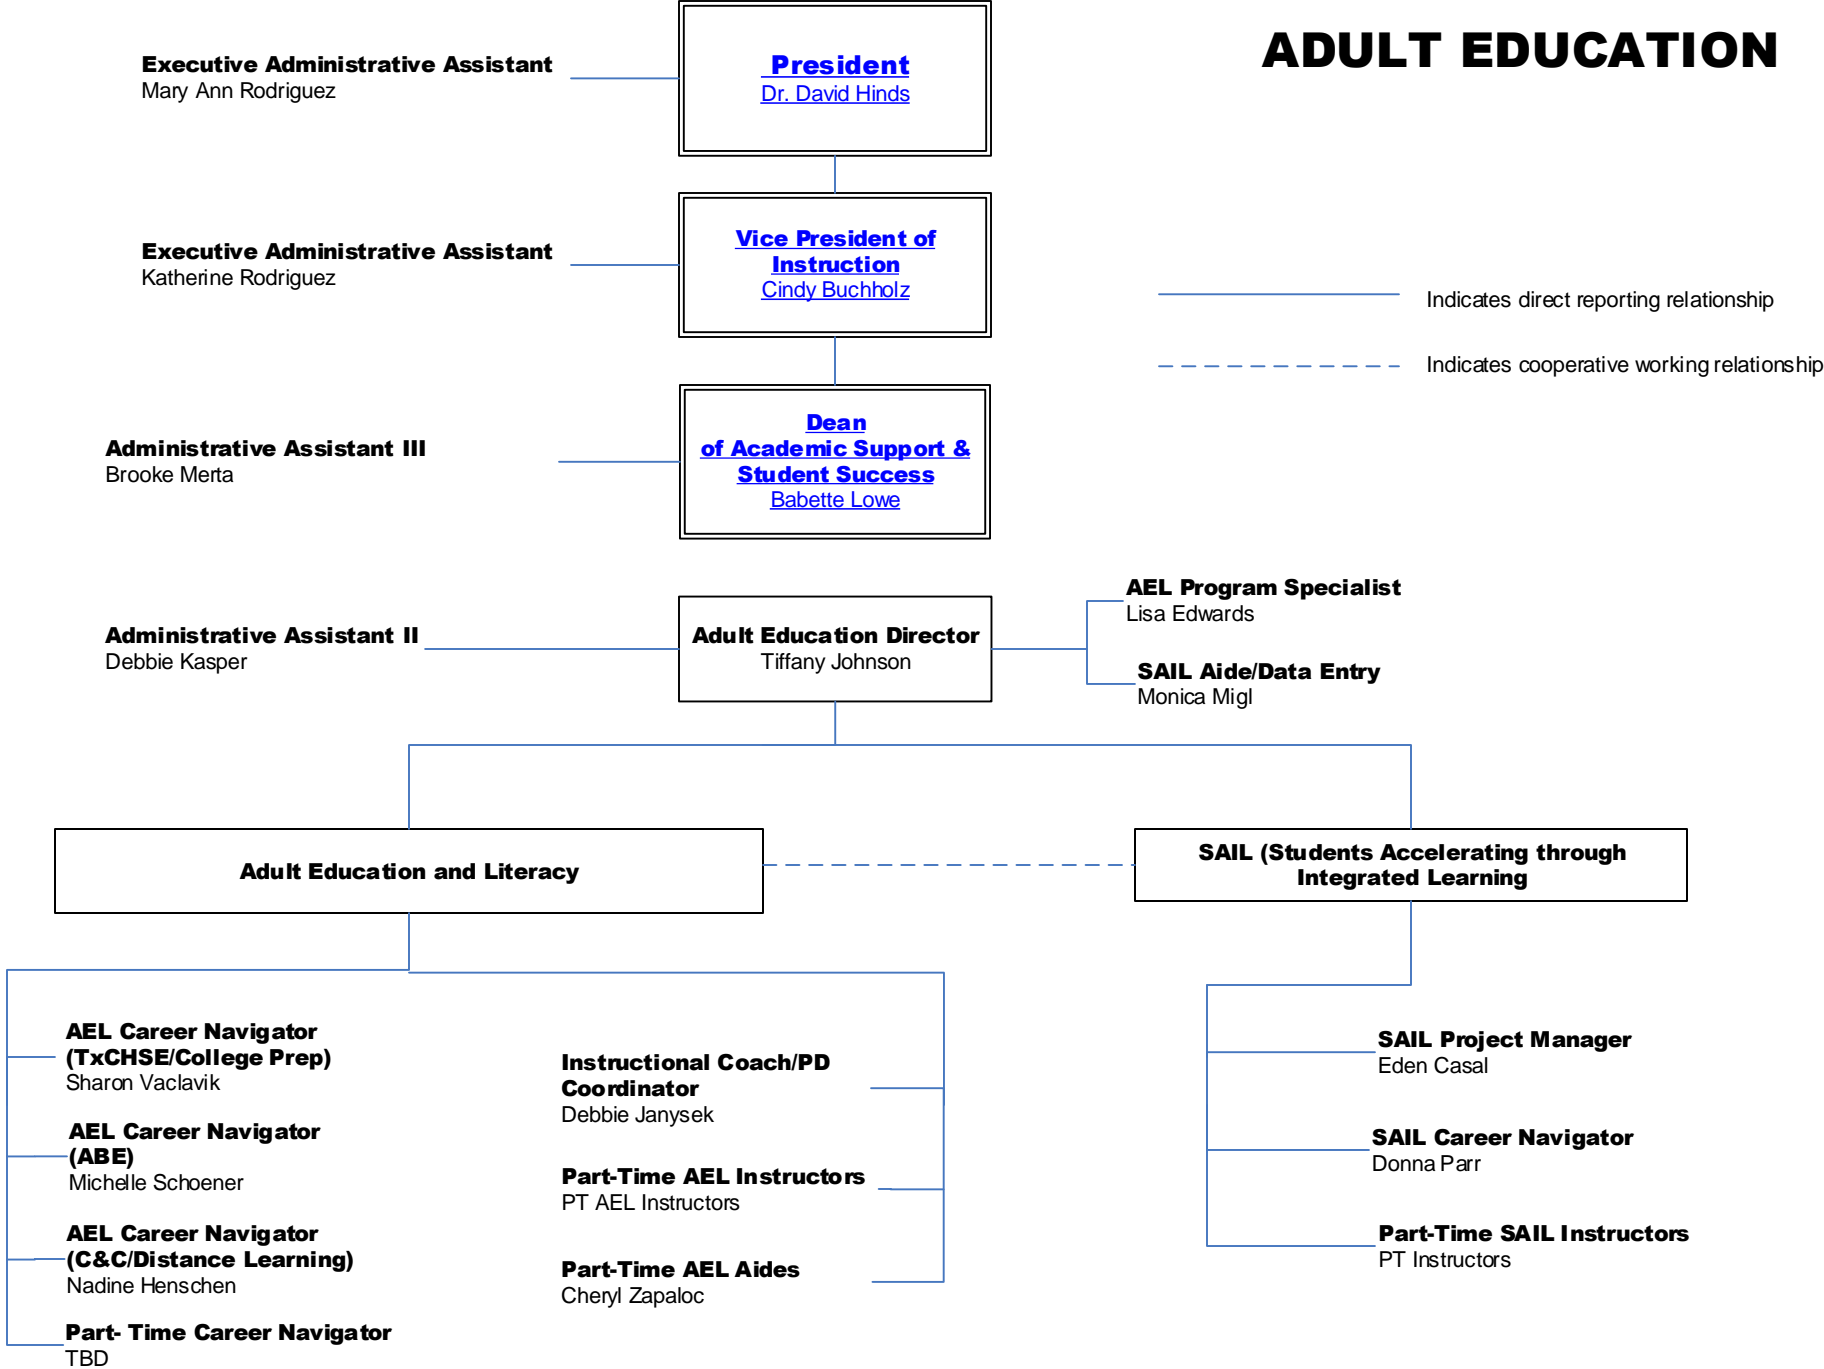 ADULT EDUCATION
Executive Administrative Assistant
Mary Ann Rodriguez
President
Dr. David Hinds
Executive Administrative Assistant
Katherine Rodriguez
Vice President of
Instruction
Cindy Buchholz
Indicates direct reporting relationship
Indicates cooperative working relationship
Administrative Assistant III
Brooke Merta
Dean
of Academic Support &
Student Success
Babette Lowe
Administrative Assistant II
Debbie Kasper
Adult Education Director
Tiffany Johnson
AEL Program Specialist
Lisa Edwards
SAIL Aide/Data Entry
Monica Migl
Adult Education and Literacy
SAIL (Students Accelerating through
Integrated Learning
AEL Career Navigator
(TxCHSE/College Prep)
Sharon Vaclavik
AEL Career Navigator
(ABE)
Michelle Schoener
AEL Career Navigator
(C&C/Distance Learning)
Nadine Henschen
Part- Time Career Navigator
TBD
Instructional Coach/PD
Coordinator
Debbie Janysek
Part-Time AEL Instructors
PT AEL Instructors
Part-Time AEL Aides
Cheryl Zapaloc
SAIL Project Manager
Eden Casal
SAIL Career Navigator
Donna Parr
Part-Time SAIL Instructors
PT Instructors